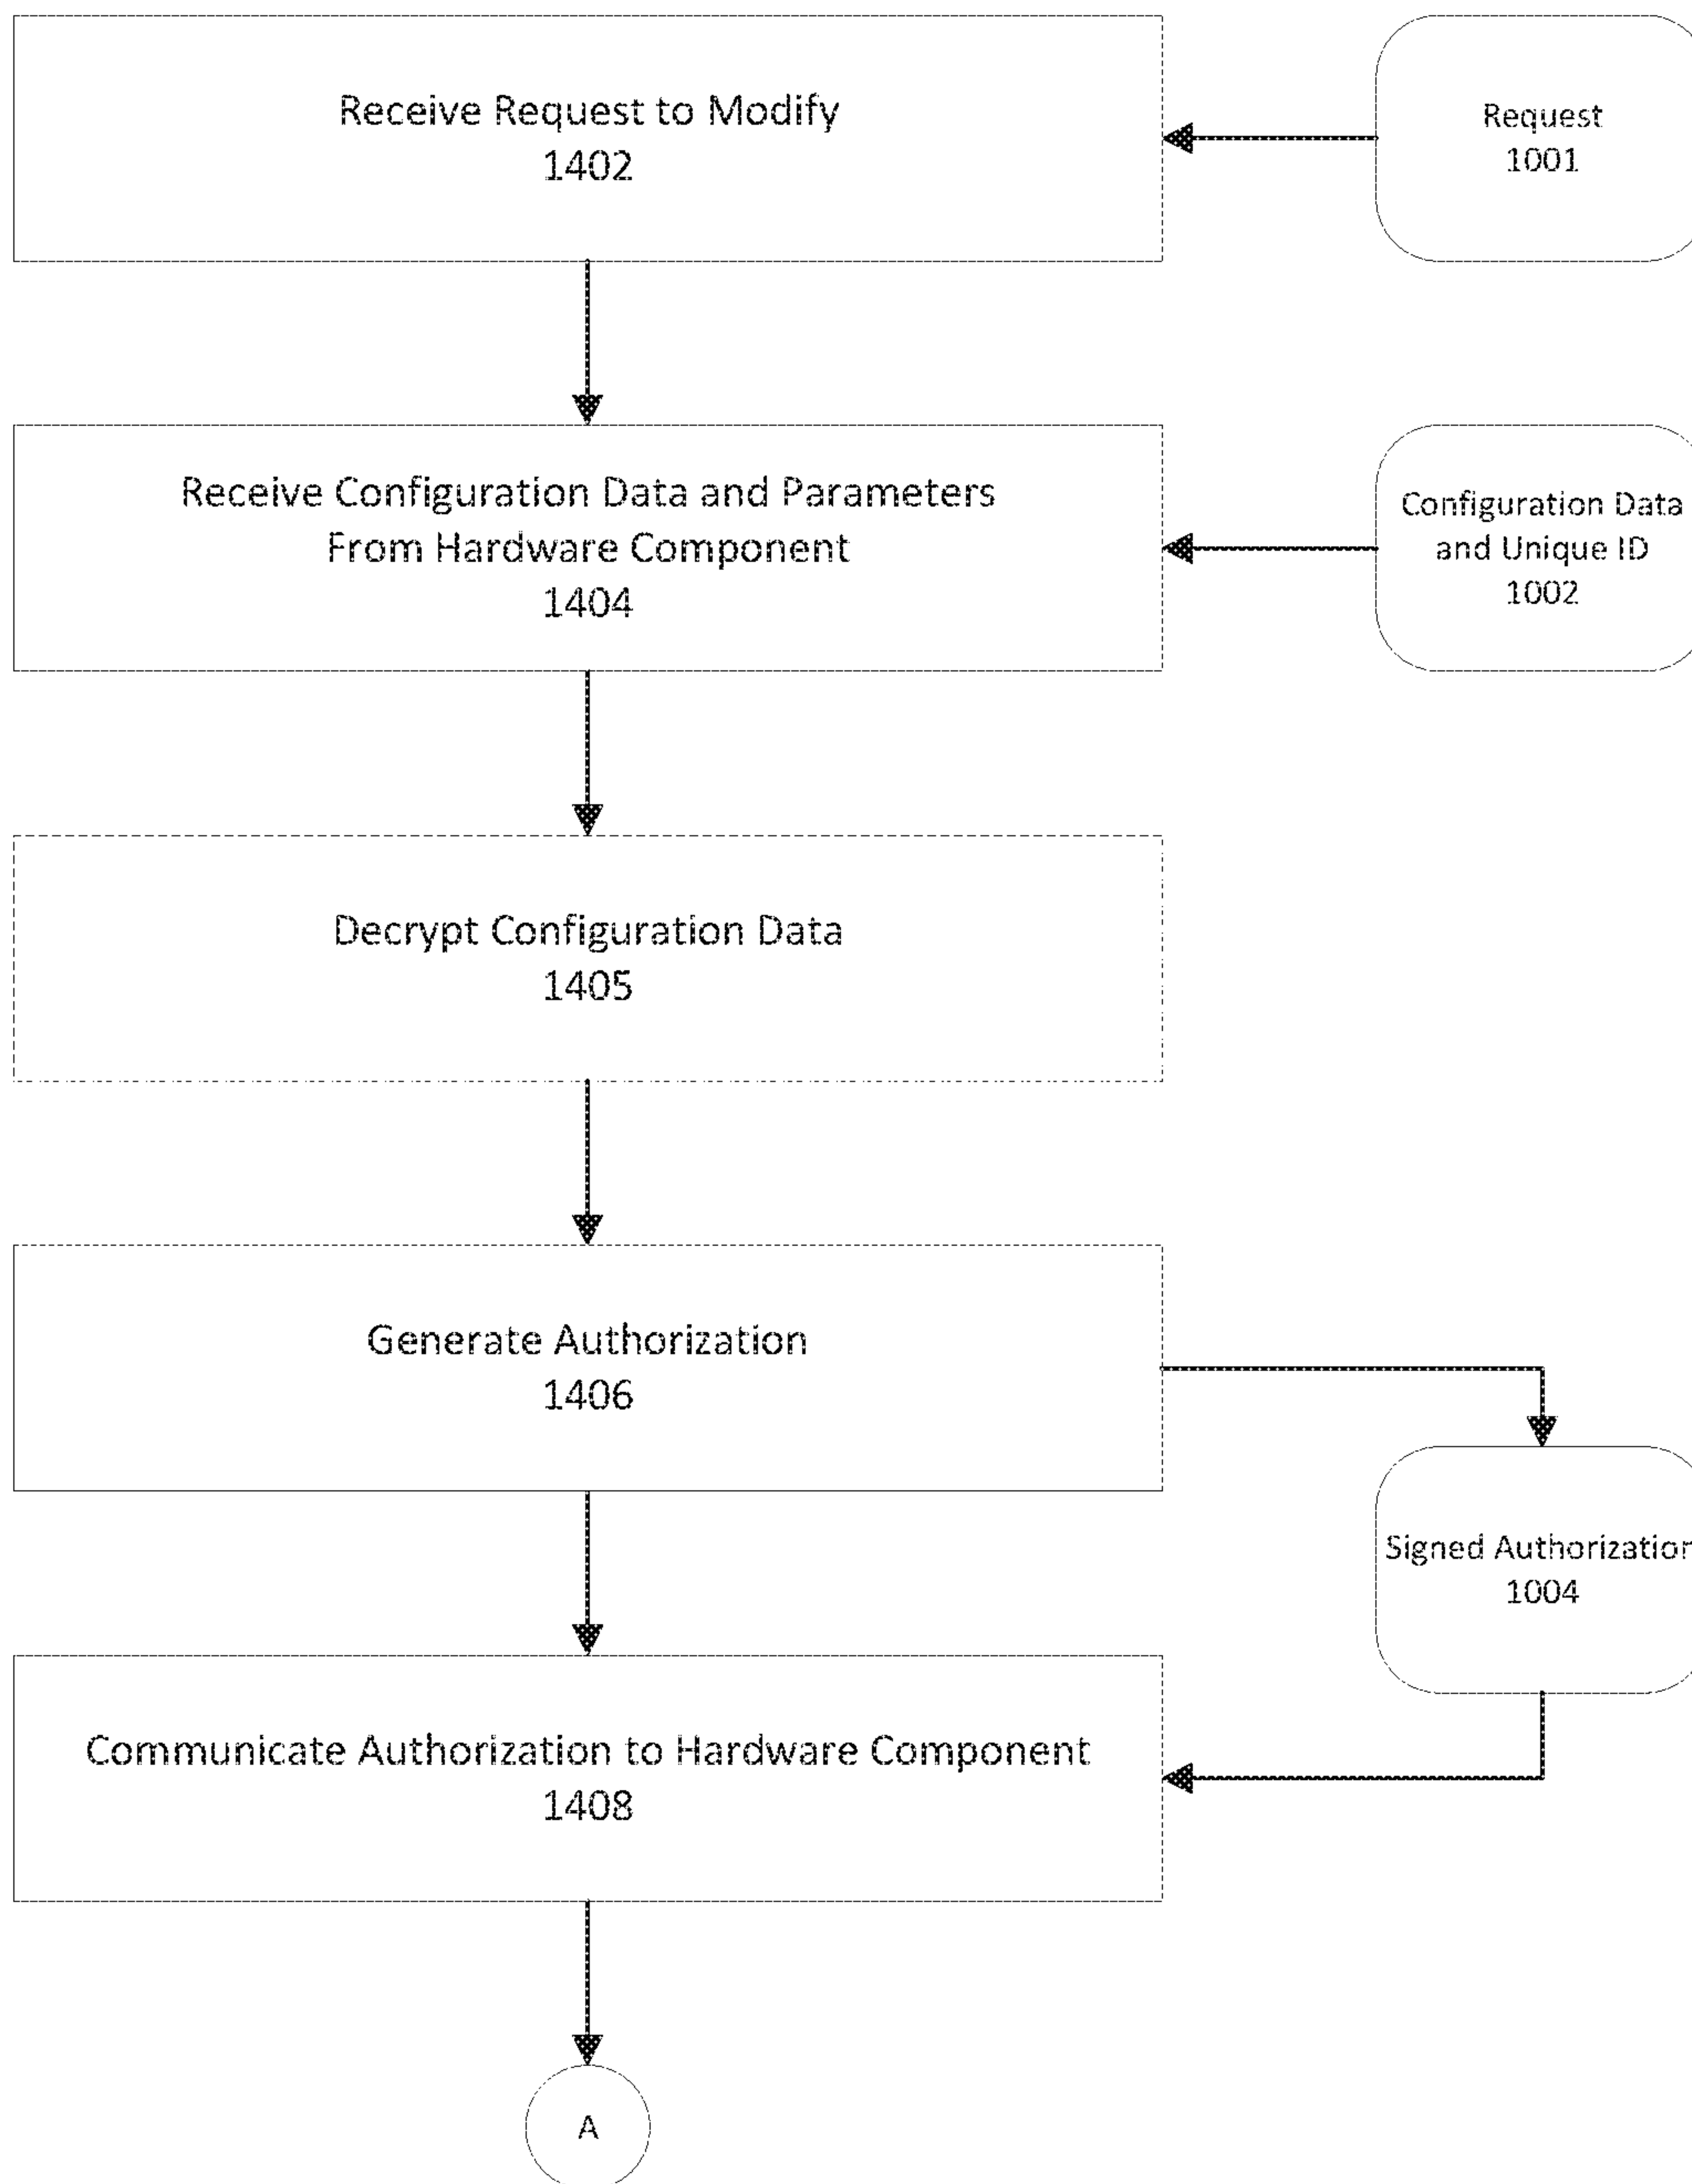 Receive Request to Modify
1402
Request
1001
Receive Configuration Data and Parameters
From Hardware Component
1404
Configuration Data
and Unique ID
1002
Decrypt Configuration Data
1405
Generate Authorization
1406
Signed Authorization
1004
Communicate Authorization to Hardware Component
1408
A